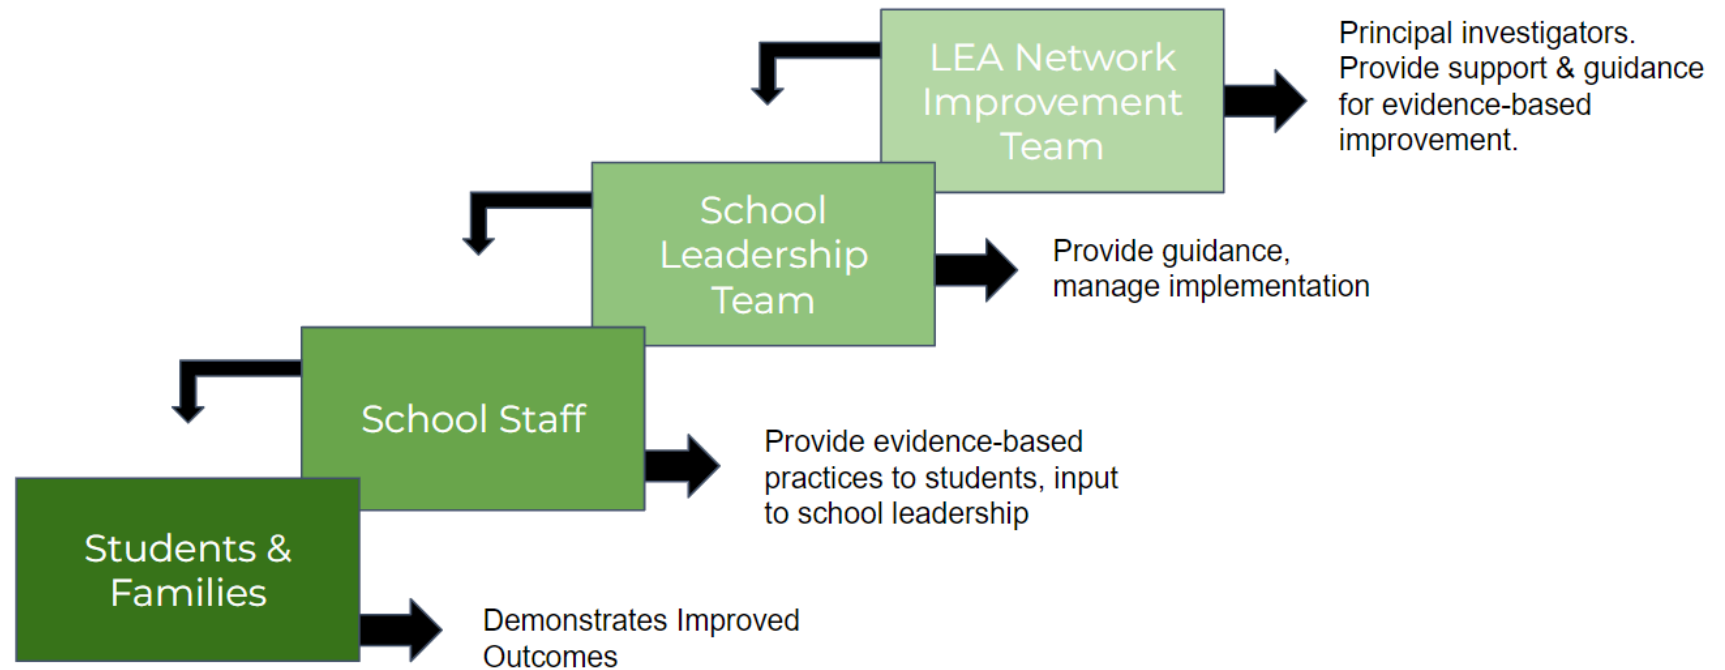 LEA Network
Improvement
Team
Principal investigators.
Provide support & guidance
for evidence-based
improvement.
School
Leadership
Team
Provide guidance,
manage implementation
School Staff
Provide evidence-based
practices to students, input
to school leadership
Students &
Families
Demonstrates Improved
Outcomes